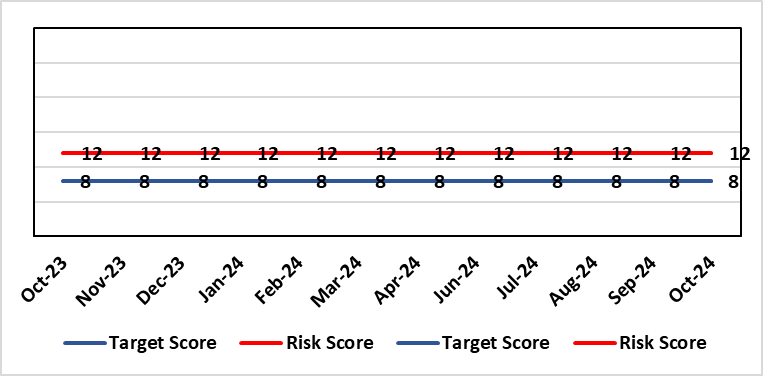 12 12 12 12 12 12 12 12 12 12 12 12
8 8 8 8 8 8 8 8 8 8 8 8
Oct-23 Nov-23 Dec-23 Jan-24 Feb-24 Mar-24 Apr-24 Jun-24 Jul-24 Aug-24 Sep-24 Oct-24
Target Score Risk Score Target Score Risk Score